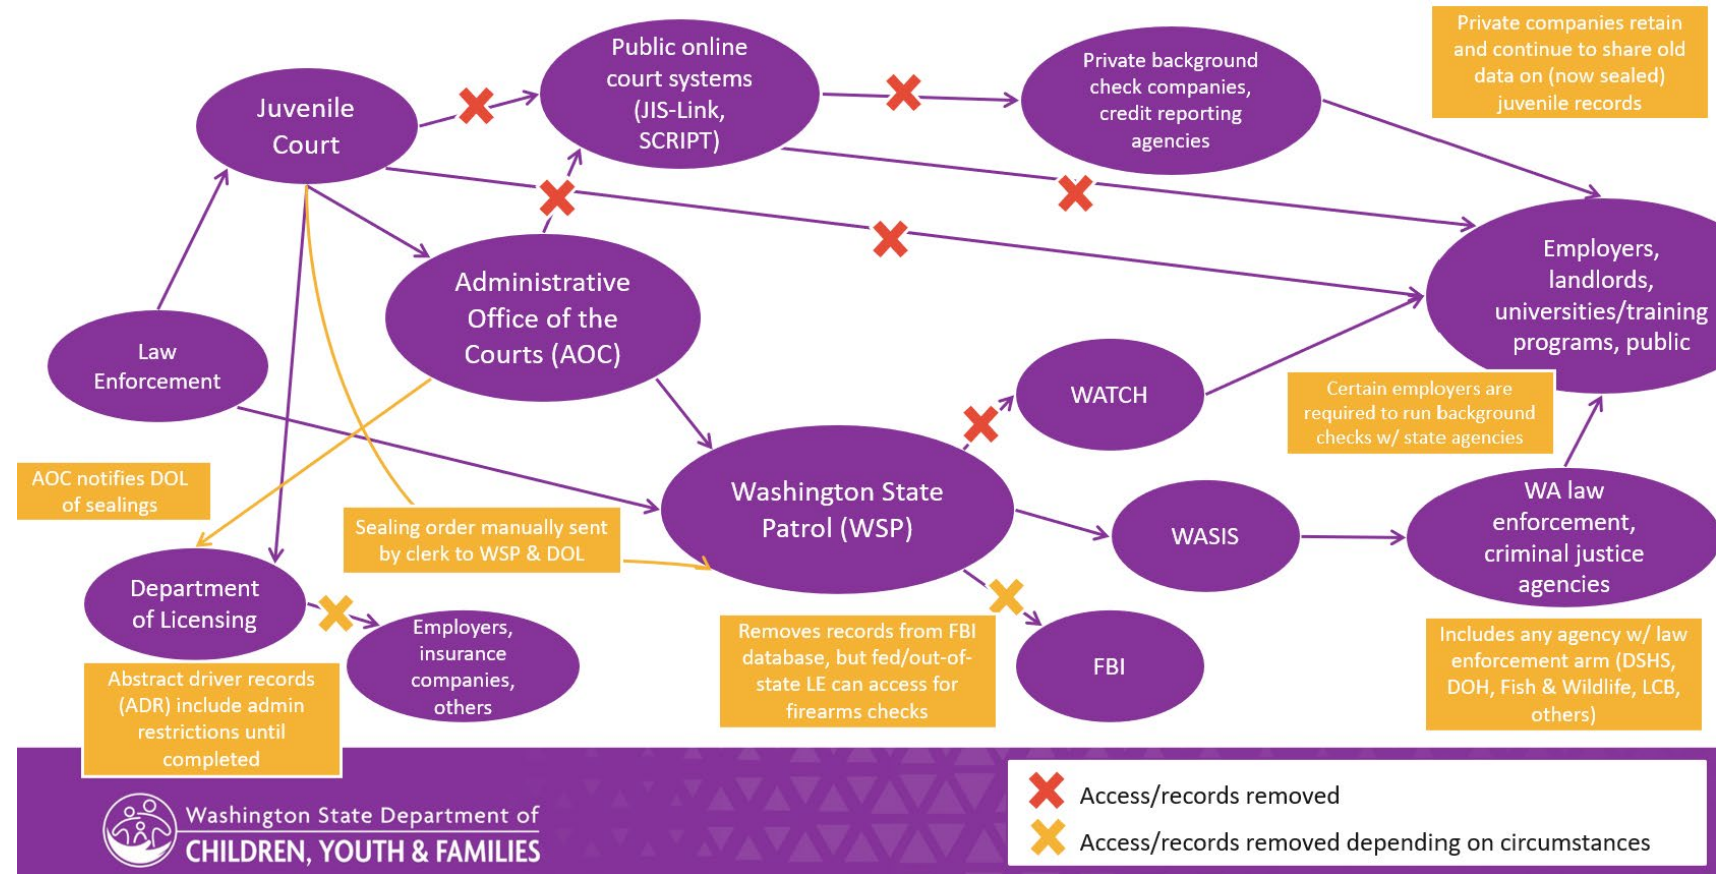 Private companies retain
and continue to share old
data on (now sealed)
juvenile records
Public online
court systems
(JIS-Link,
SCRIPT)
Private background
check companies,
credit reporting
agencies
Juvenile
Court
Employers,
landlords,
universities/training
programs, public
Administrative
Office of the
Courts (AOC)
Law
Enforcement
WATCH
Certain employers are
required to run background
checks w/ state agencies
AOC notifies DOL
of sealings
Sealing order manually sent
by clerk to WSP & DOL
Washington State
Patrol (WSP)
WASIS
WA law
enforcement,
criminal justice
agencies
Department
of Licensing
Employers,
insurance
companies,
others
Removes records from FBI
database, but fed/out-of-
state LE can access for
firearms checks
FBI
Includes any agency w/ law
enforcement arm (DSHS,
DOH, Fish & Wildlife, LCB,
others)
Abstract driver records
(ADR) include admin
restrictions until
completed
Washington State Department of
CHILDREN, YOUTH & FAMILIES
Access/records removed
Access/records removed depending on circumstances